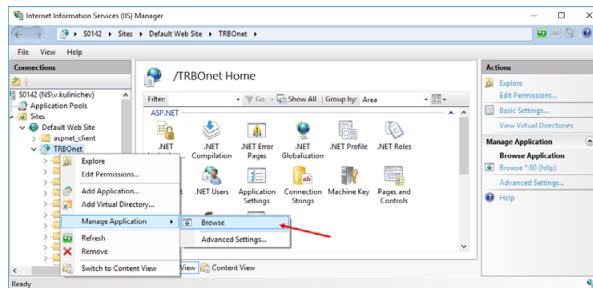 Internet Information Services (IIS) Manager
S0142 ▸ Sites ▸ Default Web Site ▸ TRBOnet ▸
File View Help
Connections
S0142 (NS\v.kulinichev)
Application Pools
Sites
Default Web Site
aspnet_client
TRBOnet
Explore
Edit Permissions...
Add Application...
Add Virtual Directory...
Manage Application
Refresh
Remove
Switch to Content View
Browse
Advanced Settings...
/TRBOnet Home
Filter: Go Show All Group by: Area
ASP.NET
.NET Compilation
.NET Error Pages
.NET Globalization
.NET Profile
.NET Roles
.NET Users
Application Settings
Connection Strings
Machine Key
Pages and Controls
View Content View
Actions
Explore
Edit Permissions...
Basic Settings...
View Virtual Directories
Manage Application
Browse Application
Browse *:80 (http)
Advanced Settings...
Help
Ready